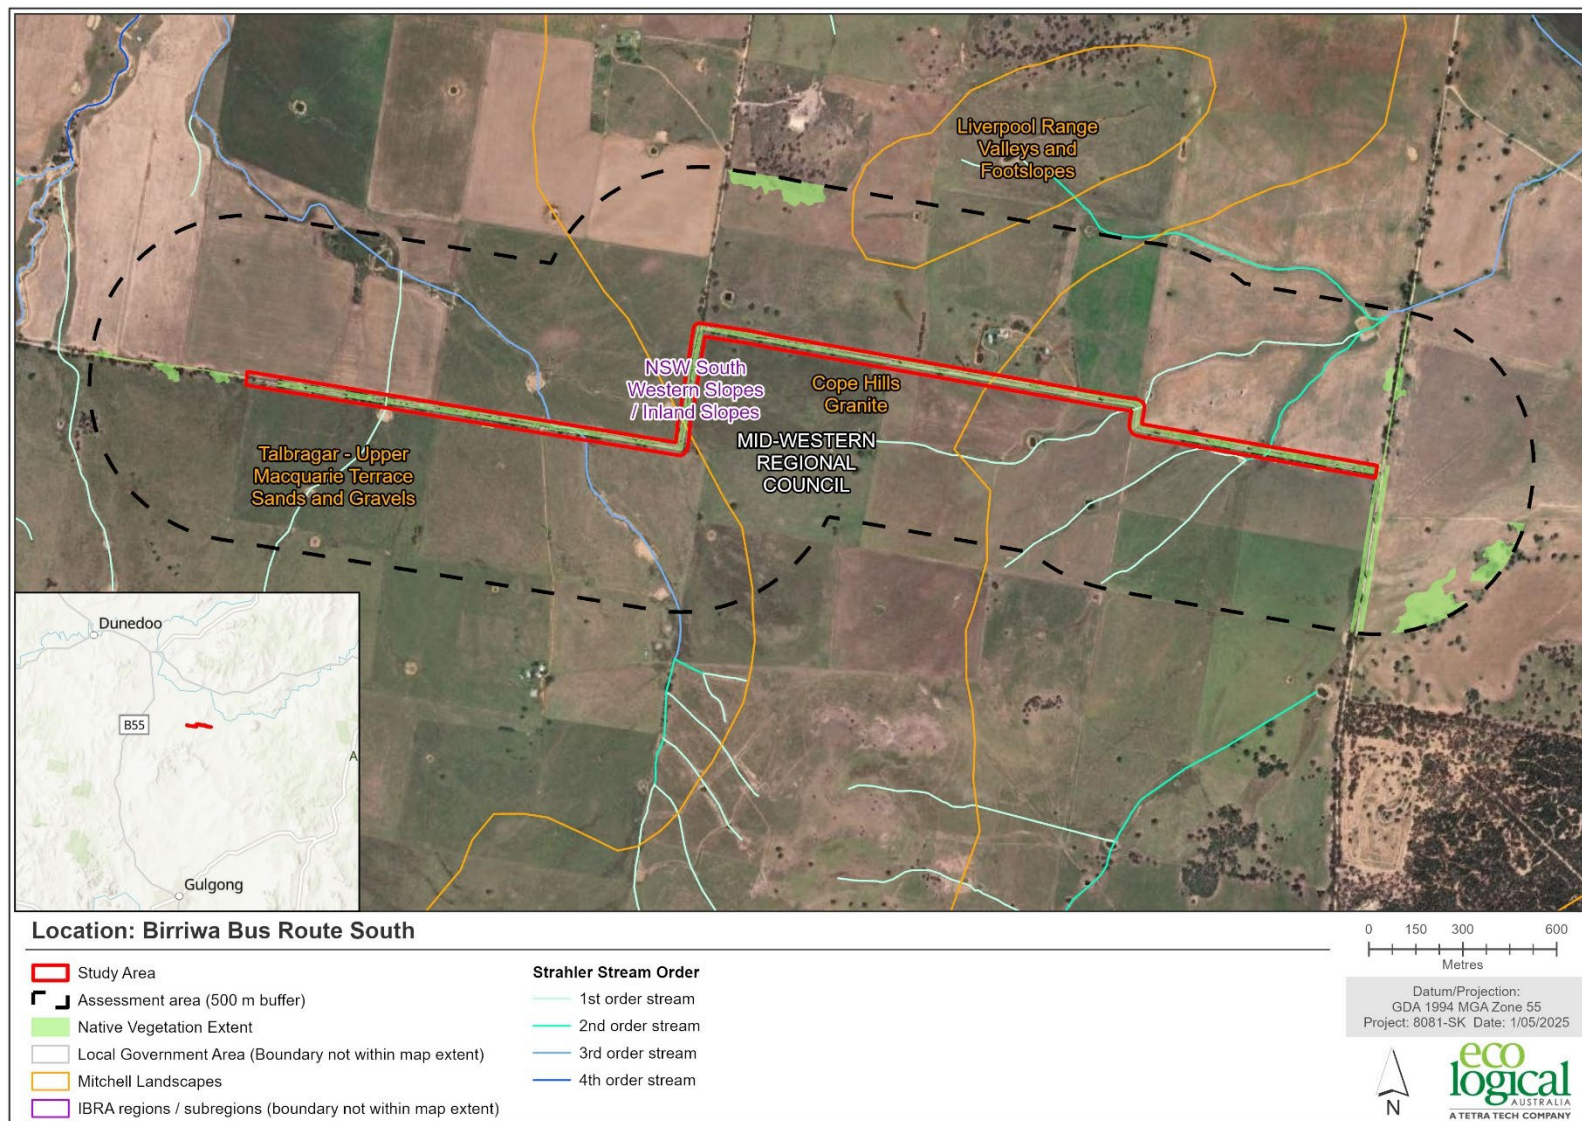 Liverpool Range
Valleys and
Footslopes
NSW South
Western Slopes
/ Inland Slopes
Cope Hills
Granite
MID-WESTERN
REGIONAL
COUNCIL
Talbragar - Upper
Macquarie Terrace
Sands and Gravels
Dunedoo
B55
A
Gulgong
Location: Birriwa Bus Route South
Study Area
Assessment area (500 m buffer)
Native Vegetation Extent
Local Government Area (Boundary not within map extent)
Mitchell Landscapes
IBRA regions / subregions (boundary not within map extent)
Strahler Stream Order
1st order stream
2nd order stream
3rd order stream
4th order stream
0 150 300 600
Metres
Datum/Projection:
GDA 1994 MGA Zone 55
Project: 8081-SK Date: 1/05/2025
N
eco
logical
AUSTRALIA
A TETRA TECH COMPANY